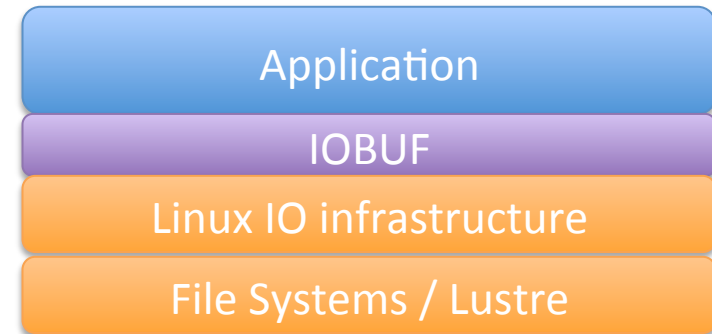 Application
IOBUF
Linux IO infrastructure
File Systems / Lustre